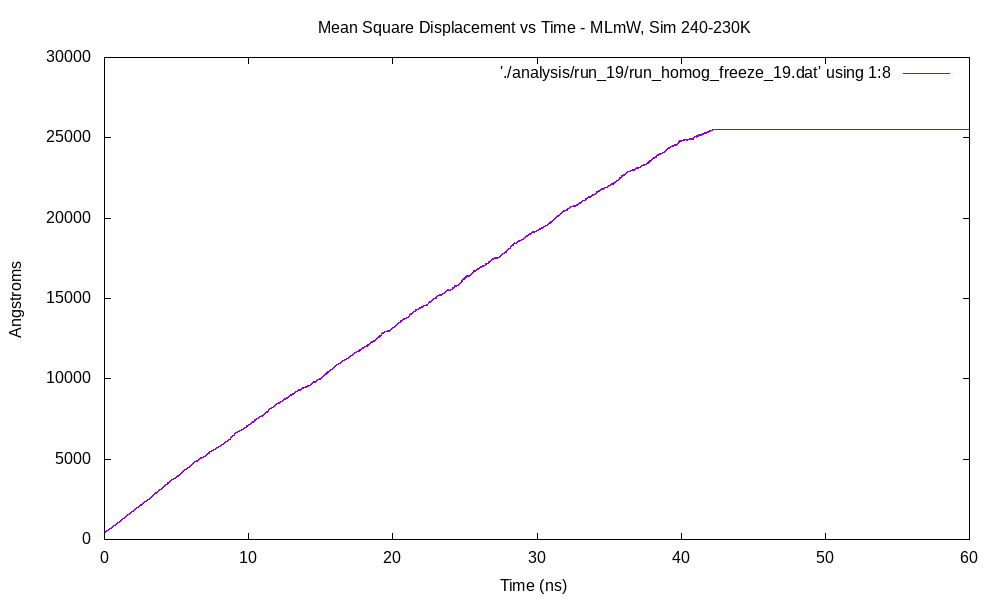 Mean Square Displacement vs Time - MLmW, Sim 240-230K
30000
'./analysis/run_19/run_homog_freeze_19.dat' using 1:8
25000
20000
Angstroms
15000
10000
5000
0
0 10 20 30 40 50 60
Time (ns)